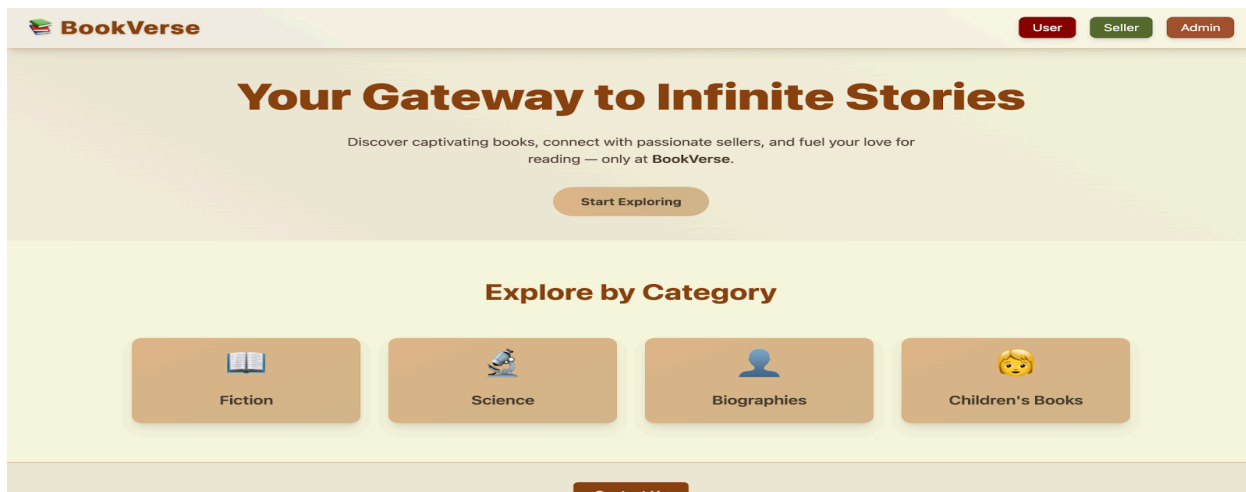 BookVerse
User
Seller
Admin
Your Gateway to Infinite Stories
Discover captivating books, connect with passionate sellers, and fuel your love for
reading — only at BookVerse.
Start Exploring
Explore by Category
Fiction
Science
Biographies
Children's Books